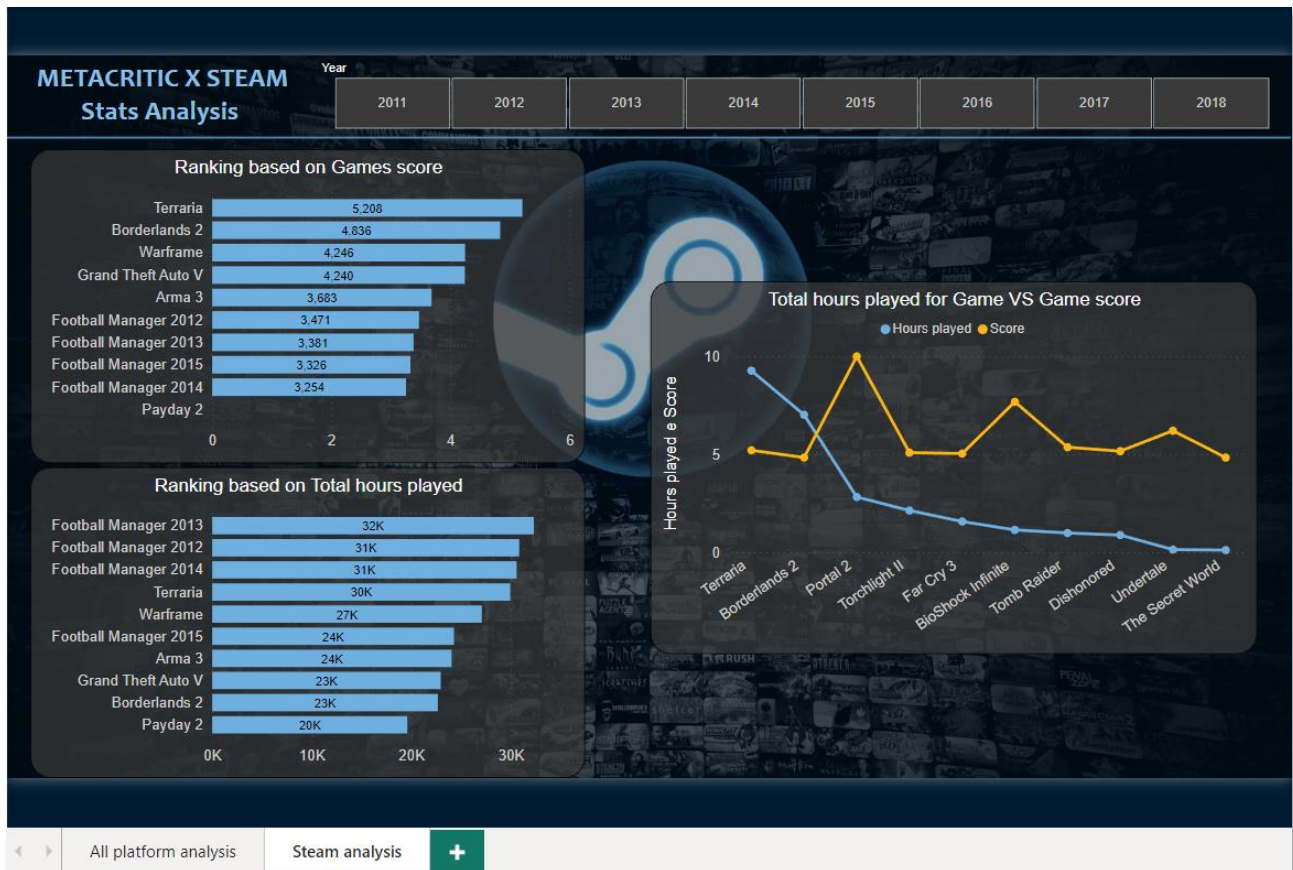 METACRITIC X STEAM
Stats Analysis
Year
2011
2012
2013
2014
2015
2016
2017
2018
Ranking based on Games score
Terraria 5,208
Borderlands 2 4,836
Warframe 4,246
Grand Theft Auto V 4,240
Arma 3 3,683
Football Manager 2012 3,471
Football Manager 2013 3,381
Football Manager 2015 3,326
Football Manager 2014 3,254
Payday 2
0 2 4 6
Ranking based on Total hours played
Football Manager 2013 32K
Football Manager 2012 31K
Football Manager 2014 31K
Terraria 30K
Warframe 27K
Football Manager 2015 24K
Arma 3 24K
Grand Theft Auto V 23K
Borderlands 2 23K
Payday 2 20K
0K 10K 20K 30K
Total hours played for Game VS Game score
Hours played Score
Hours played e Score
10
5
0
Terraria
Borderlands 2
Portal 2
Torchlight II
Far Cry 3
BioShock Infinite
Tomb Raider
Dishonored
Undertale
The Secret World
All platform analysis
Steam analysis
+